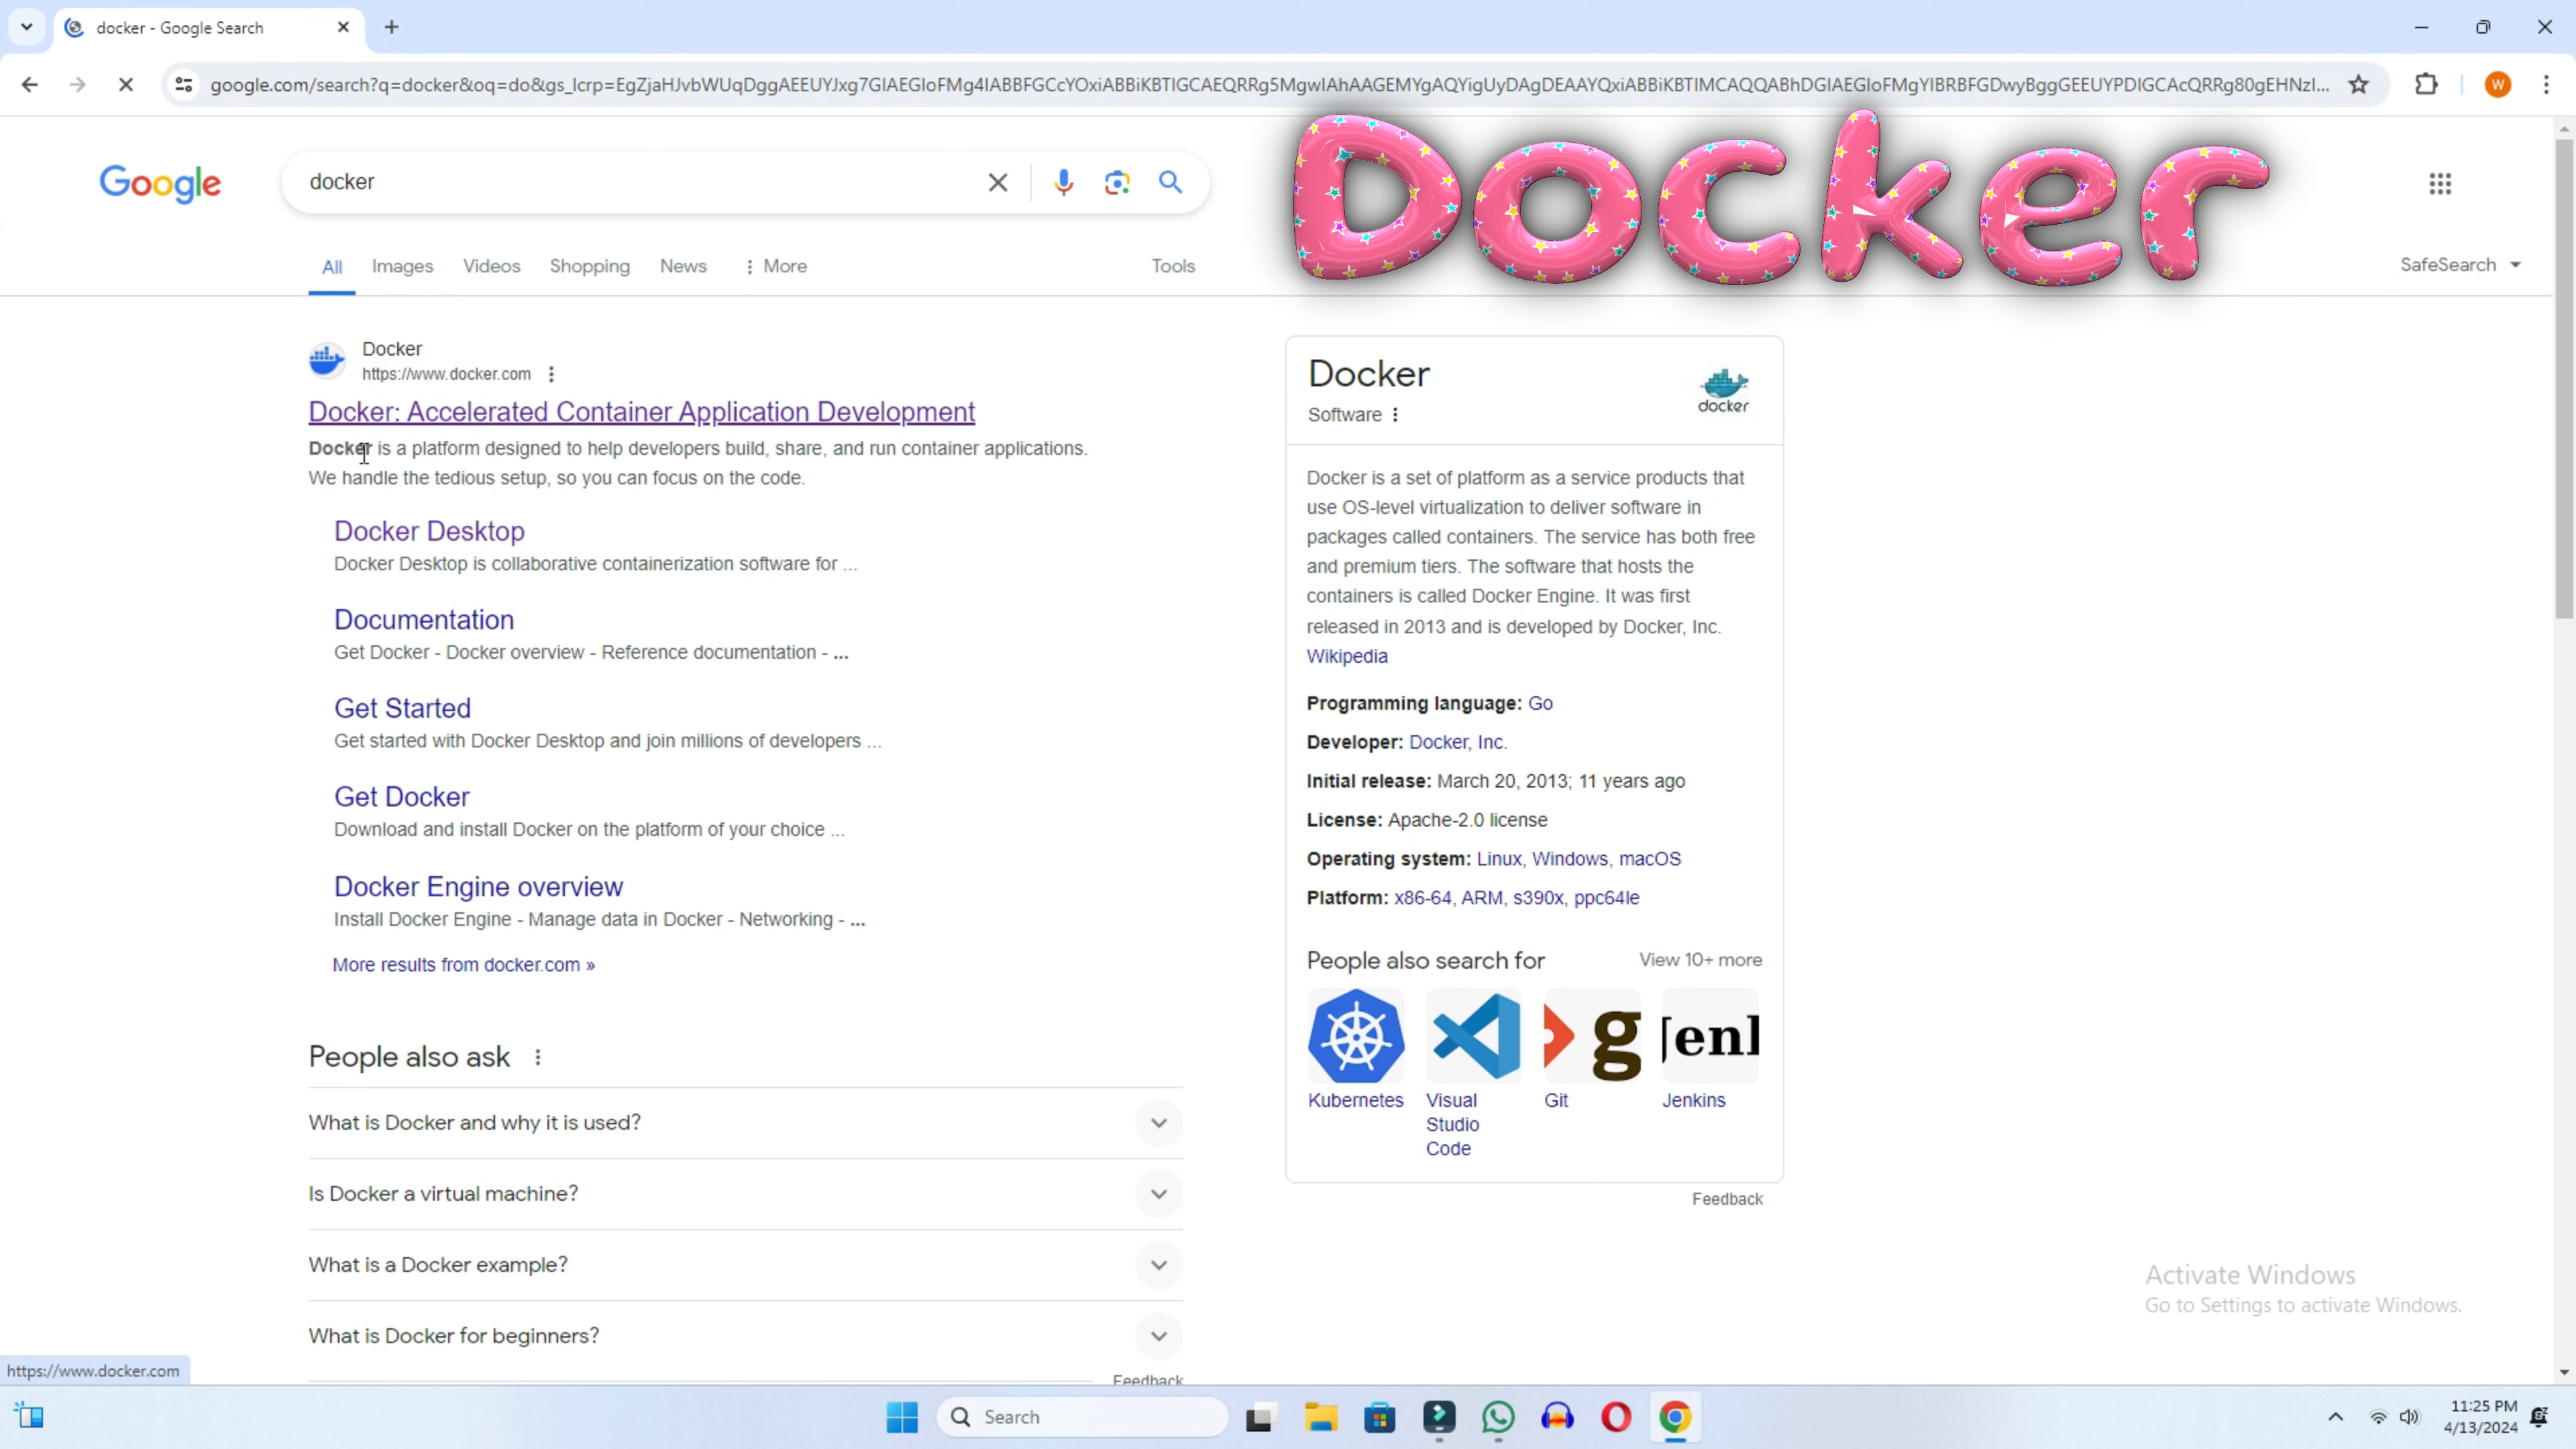 docker - Google Search
google.com/search?q=docker&oq=do&gs_lcrp=EgZjaHJvbWUqDggAEEUYJxg7GIAEGIoFMg4IABBFGCcYOxiABBiKBTIGCAEQRRg5MgwIAhAAGEMYgAQYigUyDAgDEAAYQxiABBiKBTIMCAQQABhDGIAEGIoFMgYIBRBFGDwyBggGEEUYPDIGCAcQRRg80gEHNzI...
W
Docker
Google
docker
All
Images
Videos
Shopping
News
More
Tools
SafeSearch
Docker
https://www.docker.com
Docker: Accelerated Container Application Development
Docker is a platform designed to help developers build, share, and run container applications.
We handle the tedious setup, so you can focus on the code.
Docker Desktop
Docker Desktop is collaborative containerization software for ...
Documentation
Get Docker - Docker overview - Reference documentation - ...
Get Started
Get started with Docker Desktop and join millions of developers ...
Get Docker
Download and install Docker on the platform of your choice ...
Docker Engine overview
Install Docker Engine - Manage data in Docker - Networking - ...
More results from docker.com »
People also ask
What is Docker and why it is used?
Is Docker a virtual machine?
What is a Docker example?
What is Docker for beginners?
Feedback
Docker
Software
docker
Docker is a set of platform as a service products that
use OS-level virtualization to deliver software in
packages called containers. The service has both free
and premium tiers. The software that hosts the
containers is called Docker Engine. It was first
released in 2013 and is developed by Docker, Inc.
Wikipedia
Programming language: Go
Developer: Docker, Inc.
Initial release: March 20, 2013; 11 years ago
License: Apache-2.0 license
Operating system: Linux, Windows, macOS
Platform: x86-64, ARM, s390x, ppc64le
People also search for
View 10+ more
Kubernetes
Visual
Studio
Code
Git
Jenkins
Feedback
Activate Windows
Go to Settings to activate Windows.
https://www.docker.com
Search
11:25 PM
4/13/2024